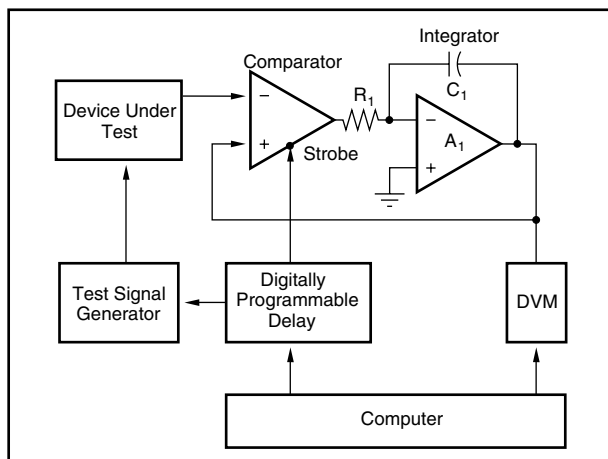 Integrator
Comparator
C1
R1
Device Under
Test
−
+
−
+
A1
Strobe
Test Signal
Generator
Digitally
Programmable
Delay
DVM
Computer